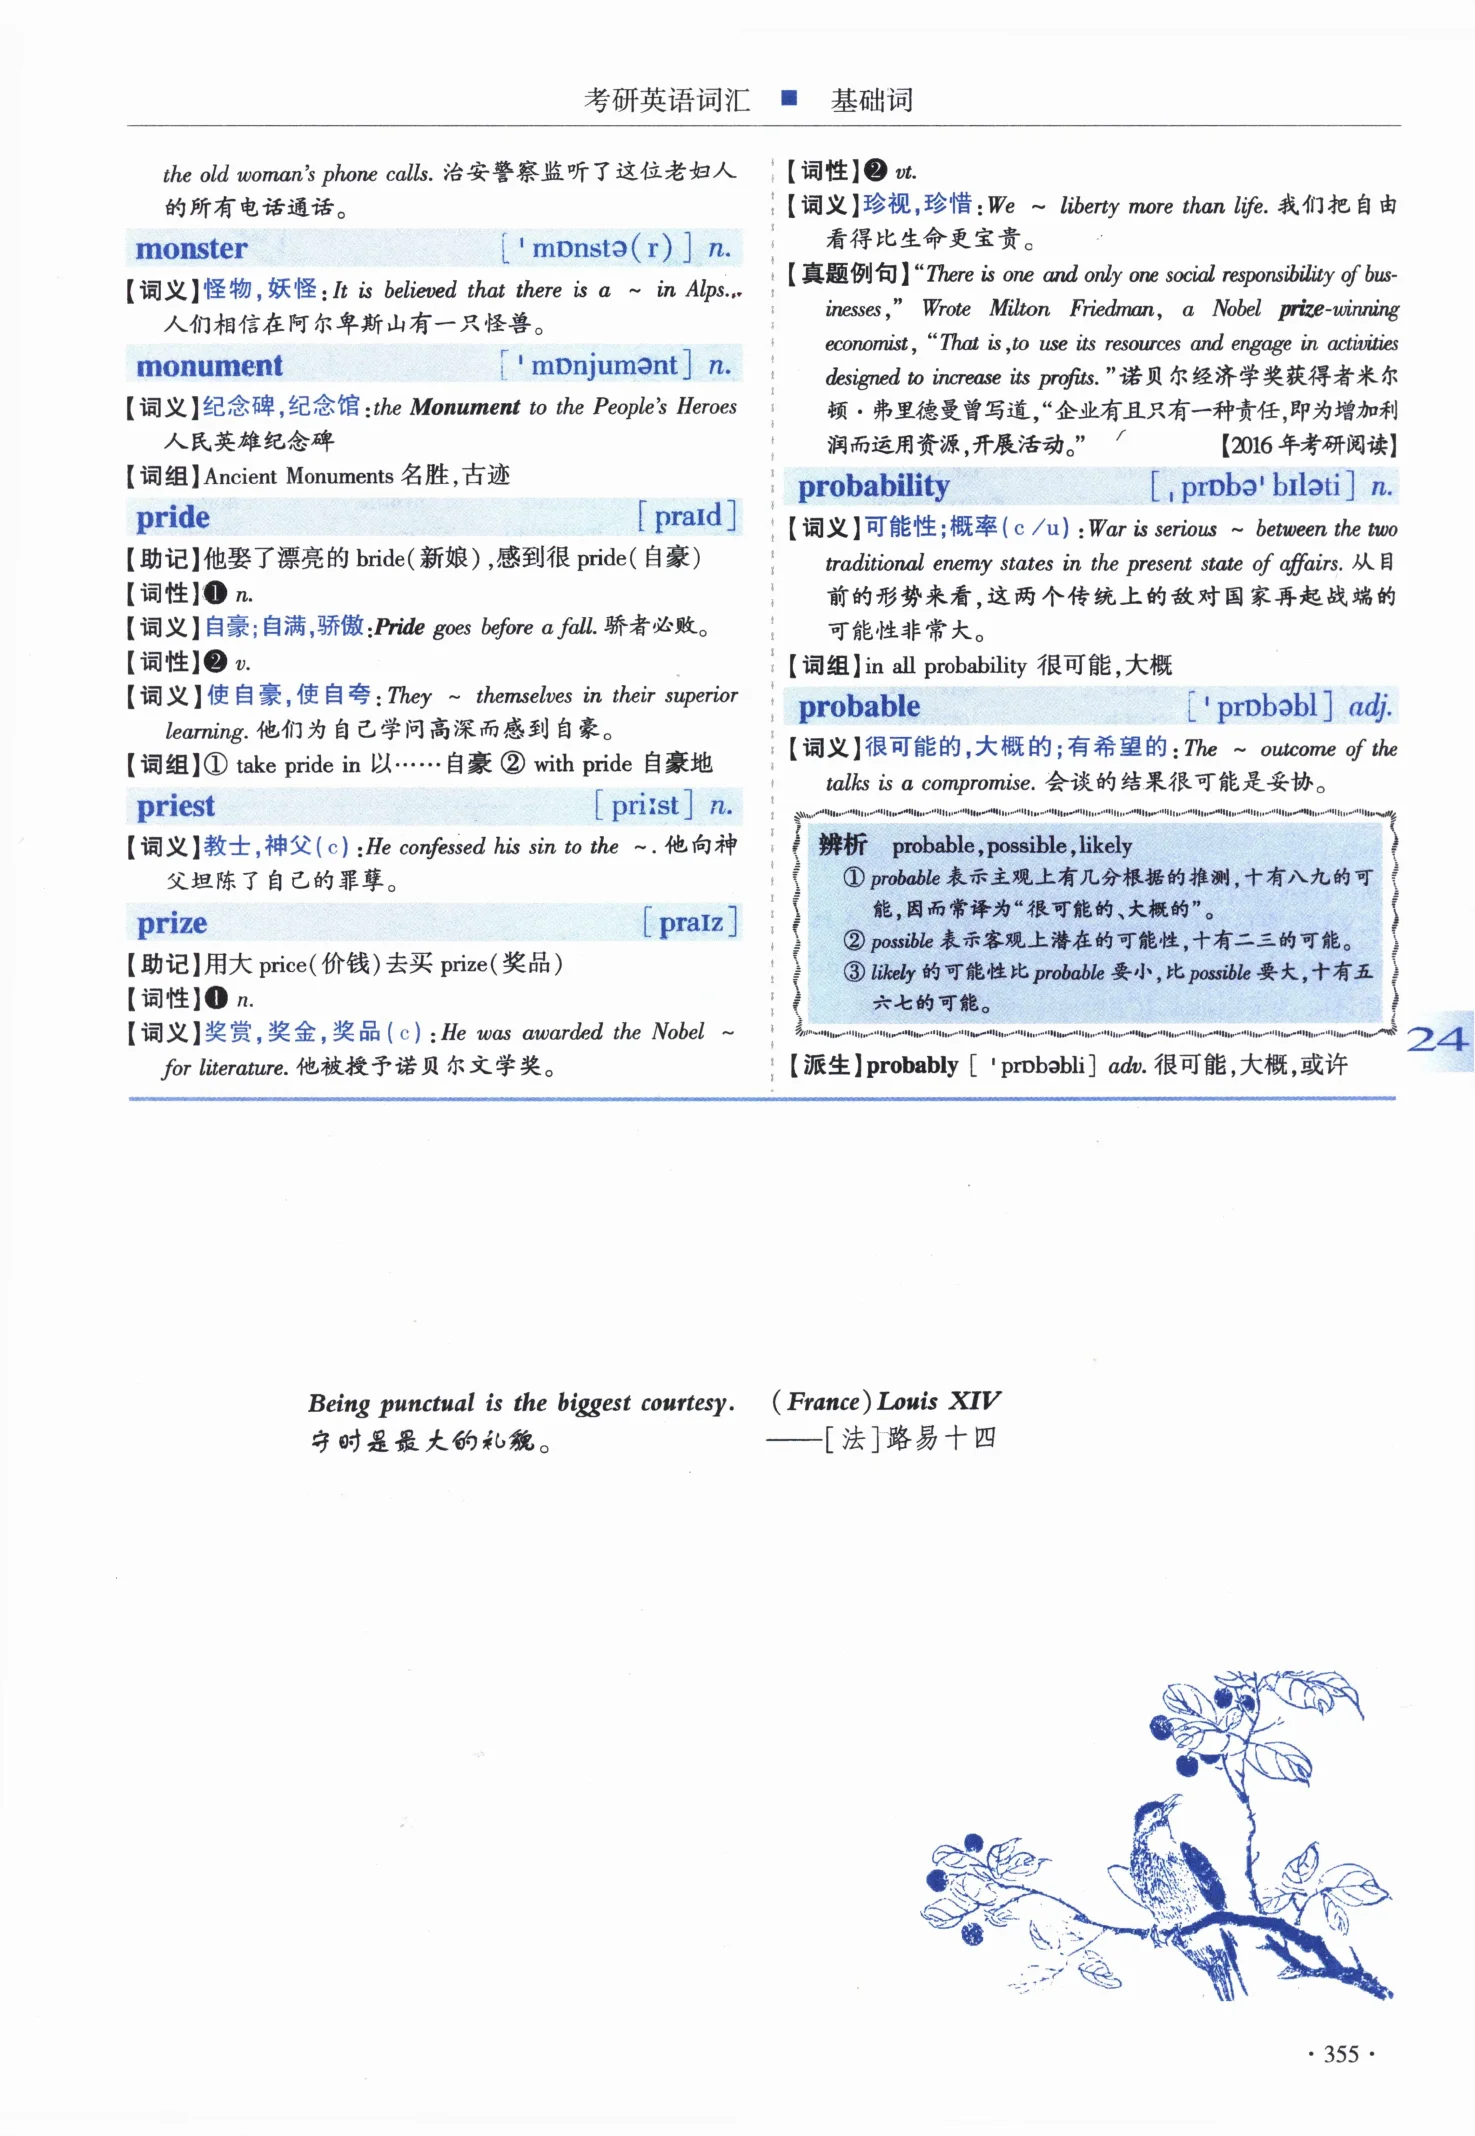 考研英语词汇 ■ 基础词
the old woman's phone calls. 治安警察监听了这位老妇人
的所有电话通话。
monster [ˈmɒnstə(r)] n.
【词义】怪物,妖怪:It is believed that there is a ~ in Alps...
人们相信在阿尔卑斯山有一只怪兽。
monument [ˈmɒnjumənt] n.
【词义】纪念碑,纪念馆:the Monument to the People's Heroes
人民英雄纪念碑
【词组】Ancient Monuments 名胜,古迹
pride [praɪd]
【助记】他娶了漂亮的 bride(新娘),感到很 pride(自豪)
【词性】❶ n.
【词义】自豪;自满,骄傲:Pride goes before a fall. 骄者必败。
【词性】❷ v.
【词义】使自豪,使自夸:They ~ themselves in their superior
learning. 他们为自己学问高深而感到自豪。
【词组】① take pride in 以……自豪 ② with pride 自豪地
priest [priːst] n.
【词义】教士,神父(c):He confessed his sin to the ~. 他向神
父坦陈了自己的罪孽。
prize [praɪz]
【助记】用大 price(价钱)去买 prize(奖品)
【词性】❶ n.
【词义】奖赏,奖金,奖品(c):He was awarded the Nobel ~
for literature. 他被授予诺贝尔文学奖。
【词性】❷ vt.
【词义】珍视,珍惜:We ~ liberty more than life. 我们把自由
看得比生命更宝贵。
【真题例句】“There is one and only one social responsibility of bus-
inesses,” Wrote Milton Friedman, a Nobel prize-winning
economist, “That is,to use its resources and engage in activities
designed to increase its profits.”诺贝尔经济学奖获得者米尔
顿·弗里德曼曾写道,“企业有且只有一种责任,即为增加利
润而运用资源,开展活动。” 【2016 年考研阅读】
probability [ˌprɒbəˈbɪləti] n.
【词义】可能性;概率(c /u):War is serious ~ between the two
traditional enemy states in the present state of affairs. 从目
前的形势来看,这两个传统上的敌对国家再起战端的
可能性非常大。
【词组】in all probability 很可能,大概
probable [ˈprɒbəbl] adj.
【词义】很可能的,大概的;有希望的:The ~ outcome of the
talks is a compromise. 会谈的结果很可能是妥协。
辨析 probable,possible,likely
① probable 表示主观上有几分根据的推测,十有八九的可
能,因而常译为“很可能的、大概的”。
② possible 表示客观上潜在的可能性,十有二三的可能。
③ likely 的可能性比 probable 要小,比 possible 要大,十有五
六七的可能。
【派生】probably [ˈprɒbəbli] adv. 很可能,大概,或许
24
Being punctual is the biggest courtesy. (France)Louis XIV
守时是最大的礼貌。 ——[法]路易十四
·355·